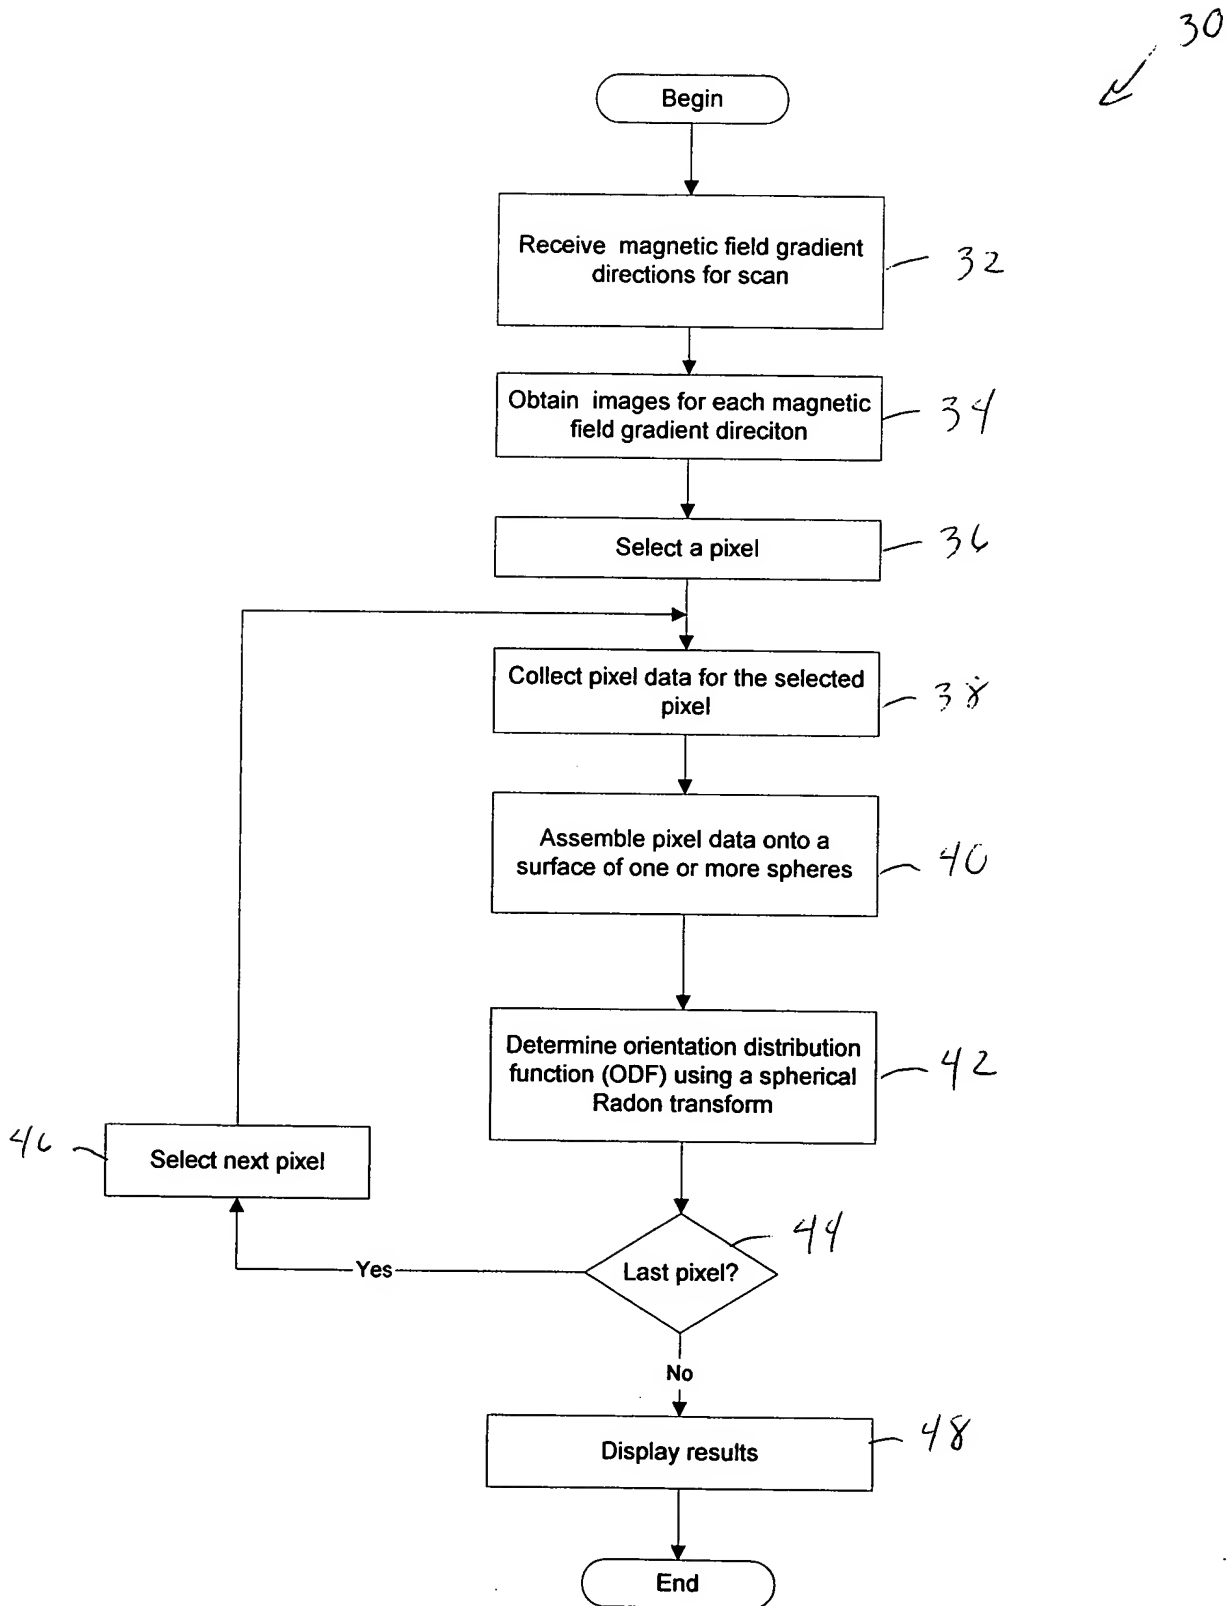 30
Begin
Receive magnetic field gradient
directions for scan
32
Obtain images for each magnetic
field gradient direciton
34
Select a pixel
36
Collect pixel data for the selected
pixel
38
Assemble pixel data onto a
surface of one or more spheres
40
Determine orientation distribution
function (ODF) using a spherical
Radon transform
42
46
Select next pixel
44
Last pixel?
Yes
No
Display results
48
End